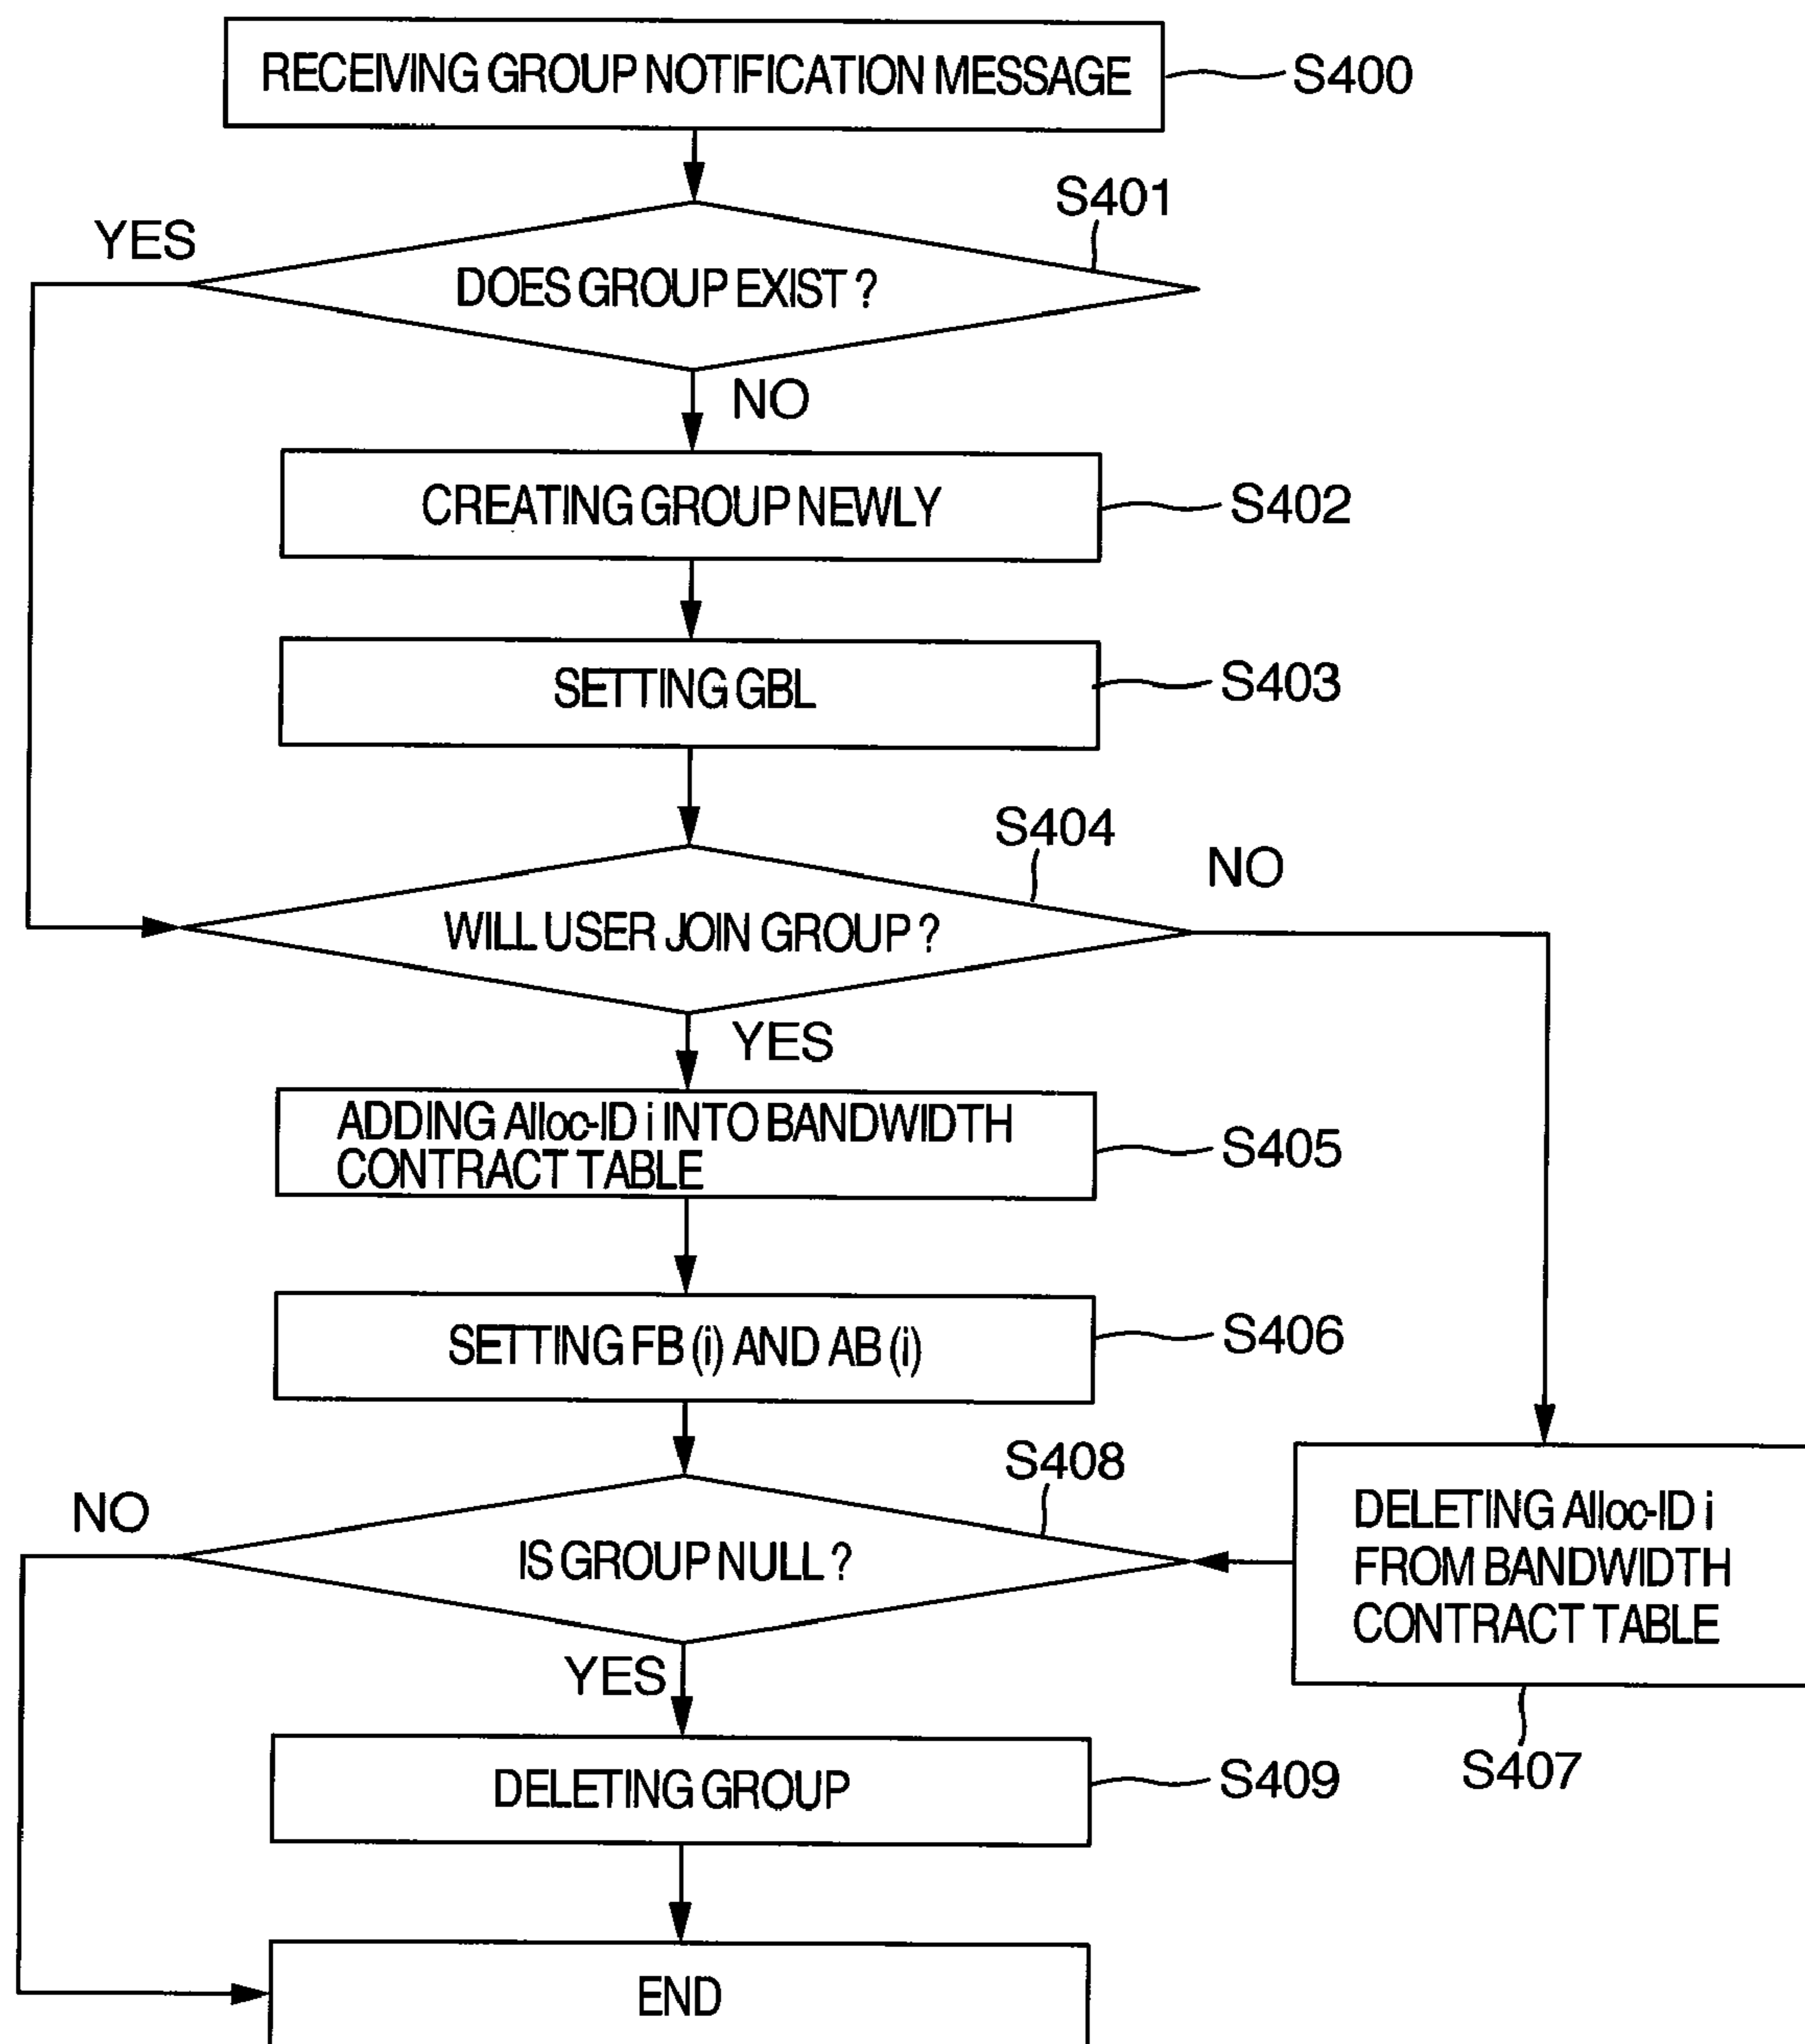 RECEIVING GROUP NOTIFICATION MESSAGE
S400
S401
YES
DOES GROUP EXIST ?
NO
CREATING GROUP NEWLY
S402
SETTING GBL
S403
S404
NO
WILL USER JOIN GROUP ?
YES
ADDING Alloc-ID i INTO BANDWIDTH
CONTRACT TABLE
S405
SETTING FB (i) AND AB (i)
S406
S408
NO
IS GROUP NULL ?
DELETING Alloc-ID i
FROM BANDWIDTH
CONTRACT TABLE
S407
YES
DELETING GROUP
S409
END